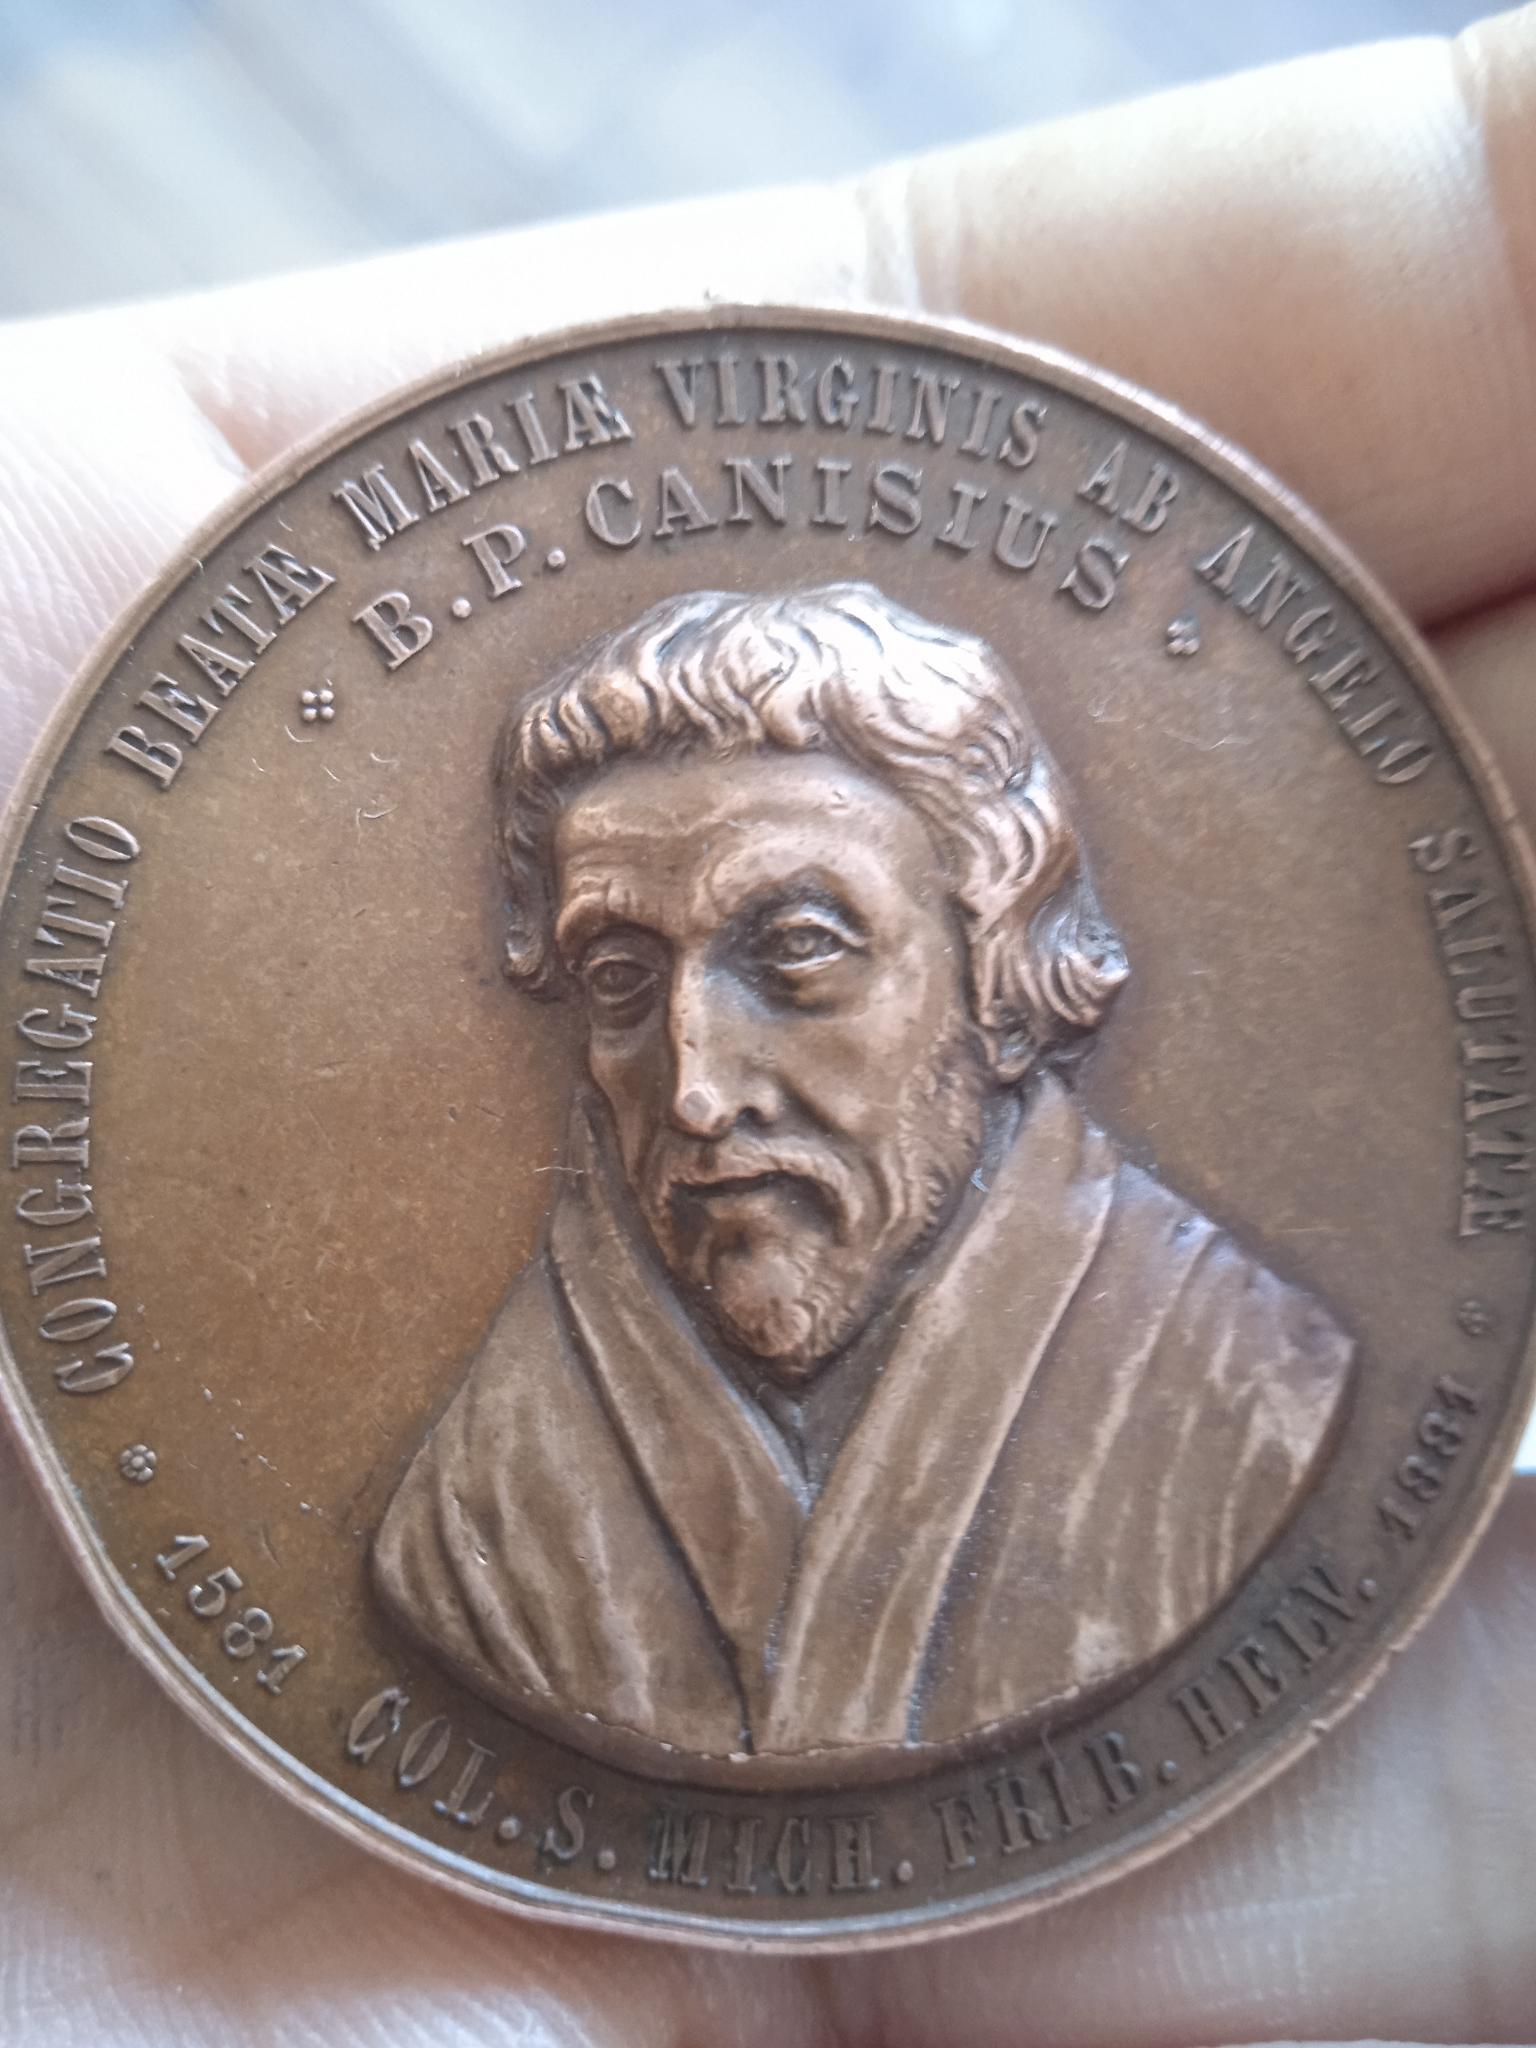 CONGREGATIO BEATÆ MARIÆ VIRGINIS AB ANGELO SALUTATÆ
B. P. CANISIUS
1581 COL. S. MICH. FRIB. HELV. 1881